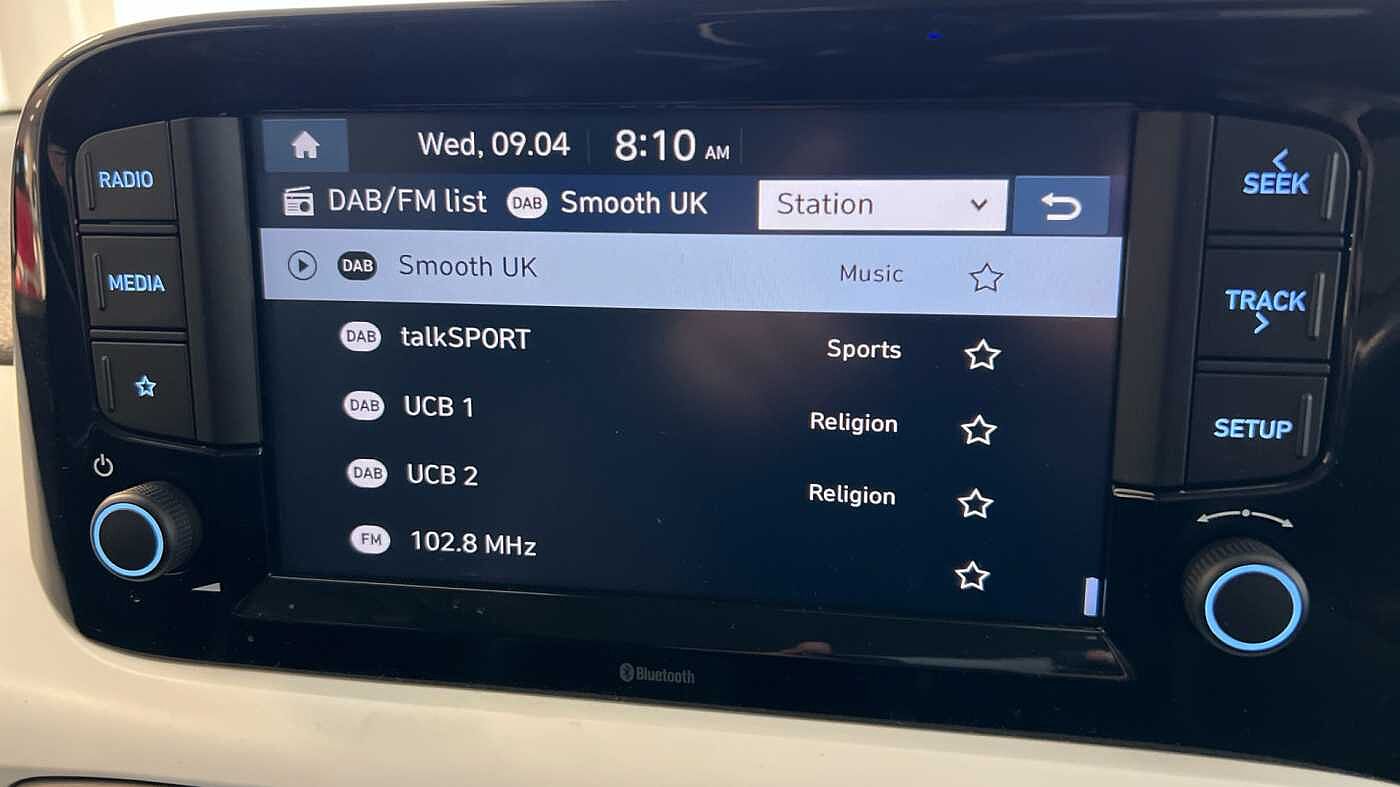 RADIO
MEDIA
Wed, 09.04 8:10 AM
DAB/FM list DAB Smooth UK Station
DAB Smooth UK Music
DAB talkSPORT Sports
DAB UCB 1 Religion
DAB UCB 2 Religion
FM 102.8 MHz
< SEEK
TRACK >
SETUP
Bluetooth